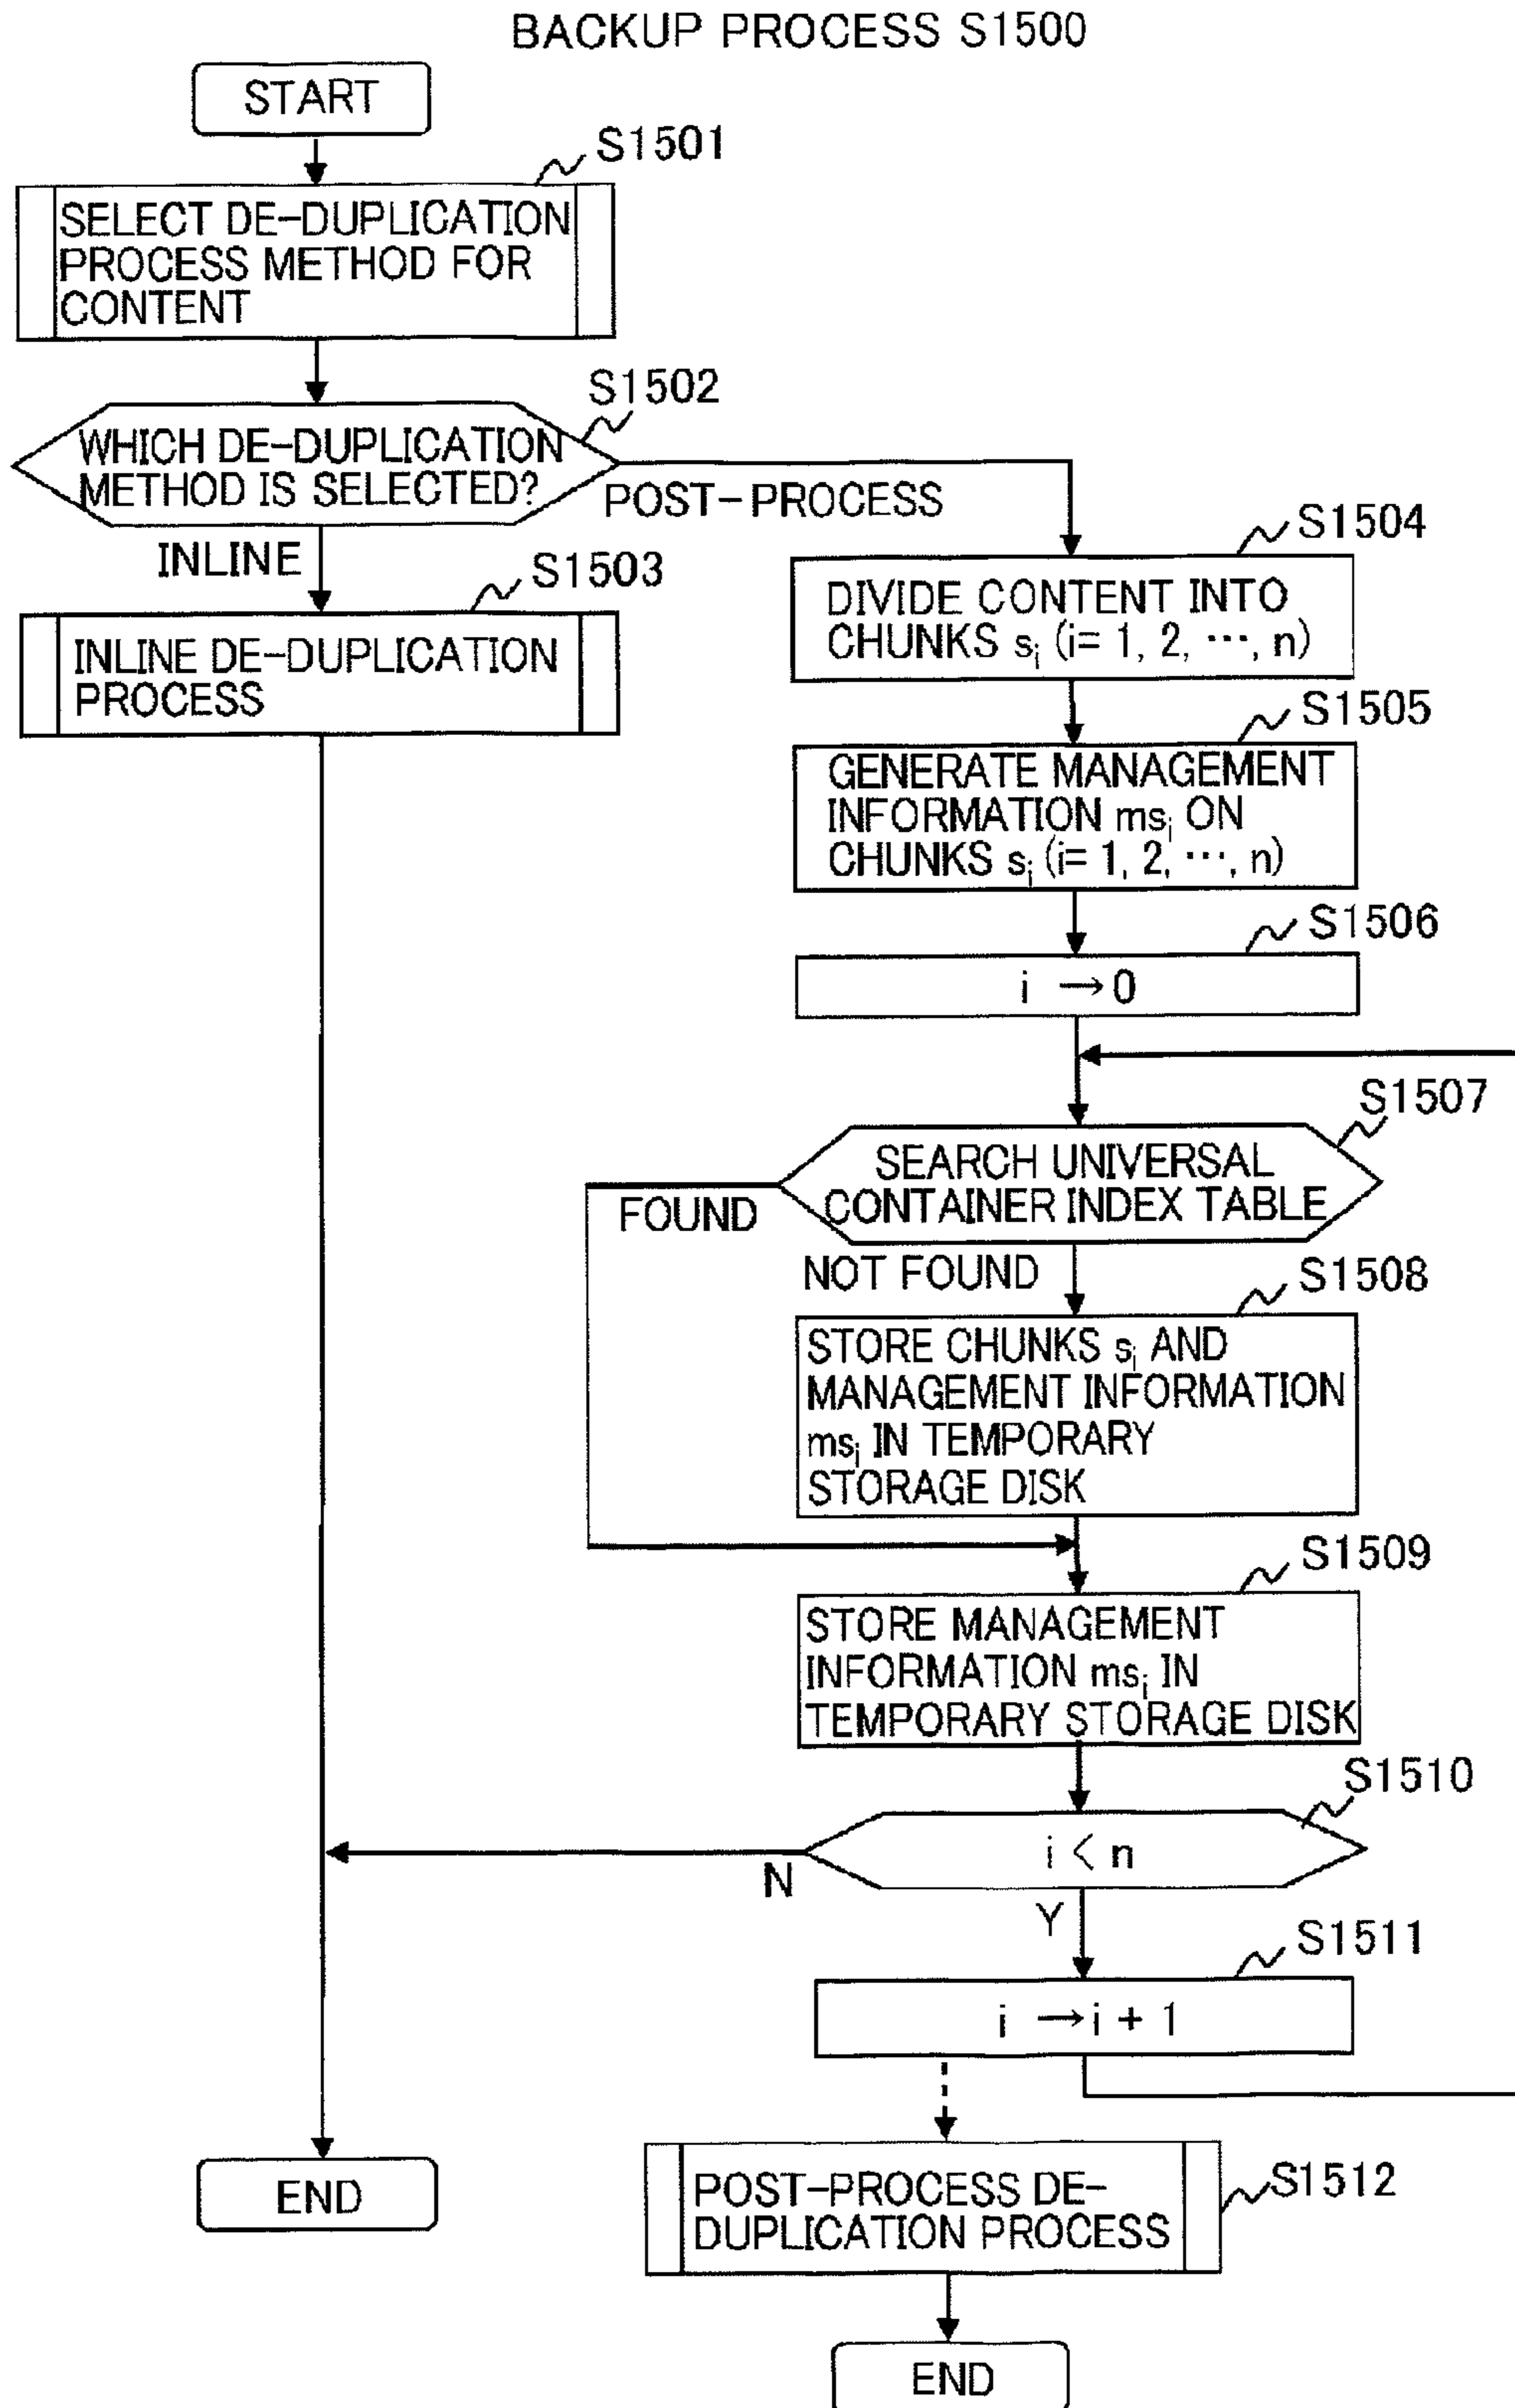 BACKUP PROCESS S1500
START
S1501
SELECT DE-DUPLICATION
PROCESS METHOD FOR
CONTENT
S1502
WHICH DE-DUPLICATION
METHOD IS SELECTED?
POST-PROCESS
INLINE
S1503
INLINE DE-DUPLICATION
PROCESS
S1504
DIVIDE CONTENT INTO
CHUNKS si (i= 1, 2, ···, n)
S1505
GENERATE MANAGEMENT
INFORMATION msi ON
CHUNKS si (i= 1, 2, ···, n)
S1506
i →0
S1507
SEARCH UNIVERSAL
CONTAINER INDEX TABLE
FOUND
NOT FOUND
S1508
STORE CHUNKS si AND
MANAGEMENT INFORMATION
msi IN TEMPORARY
STORAGE DISK
S1509
STORE MANAGEMENT
INFORMATION msi IN
TEMPORARY STORAGE DISK
S1510
i < n
N
Y
S1511
i →i + 1
END
S1512
POST-PROCESS DE-
DUPLICATION PROCESS
END